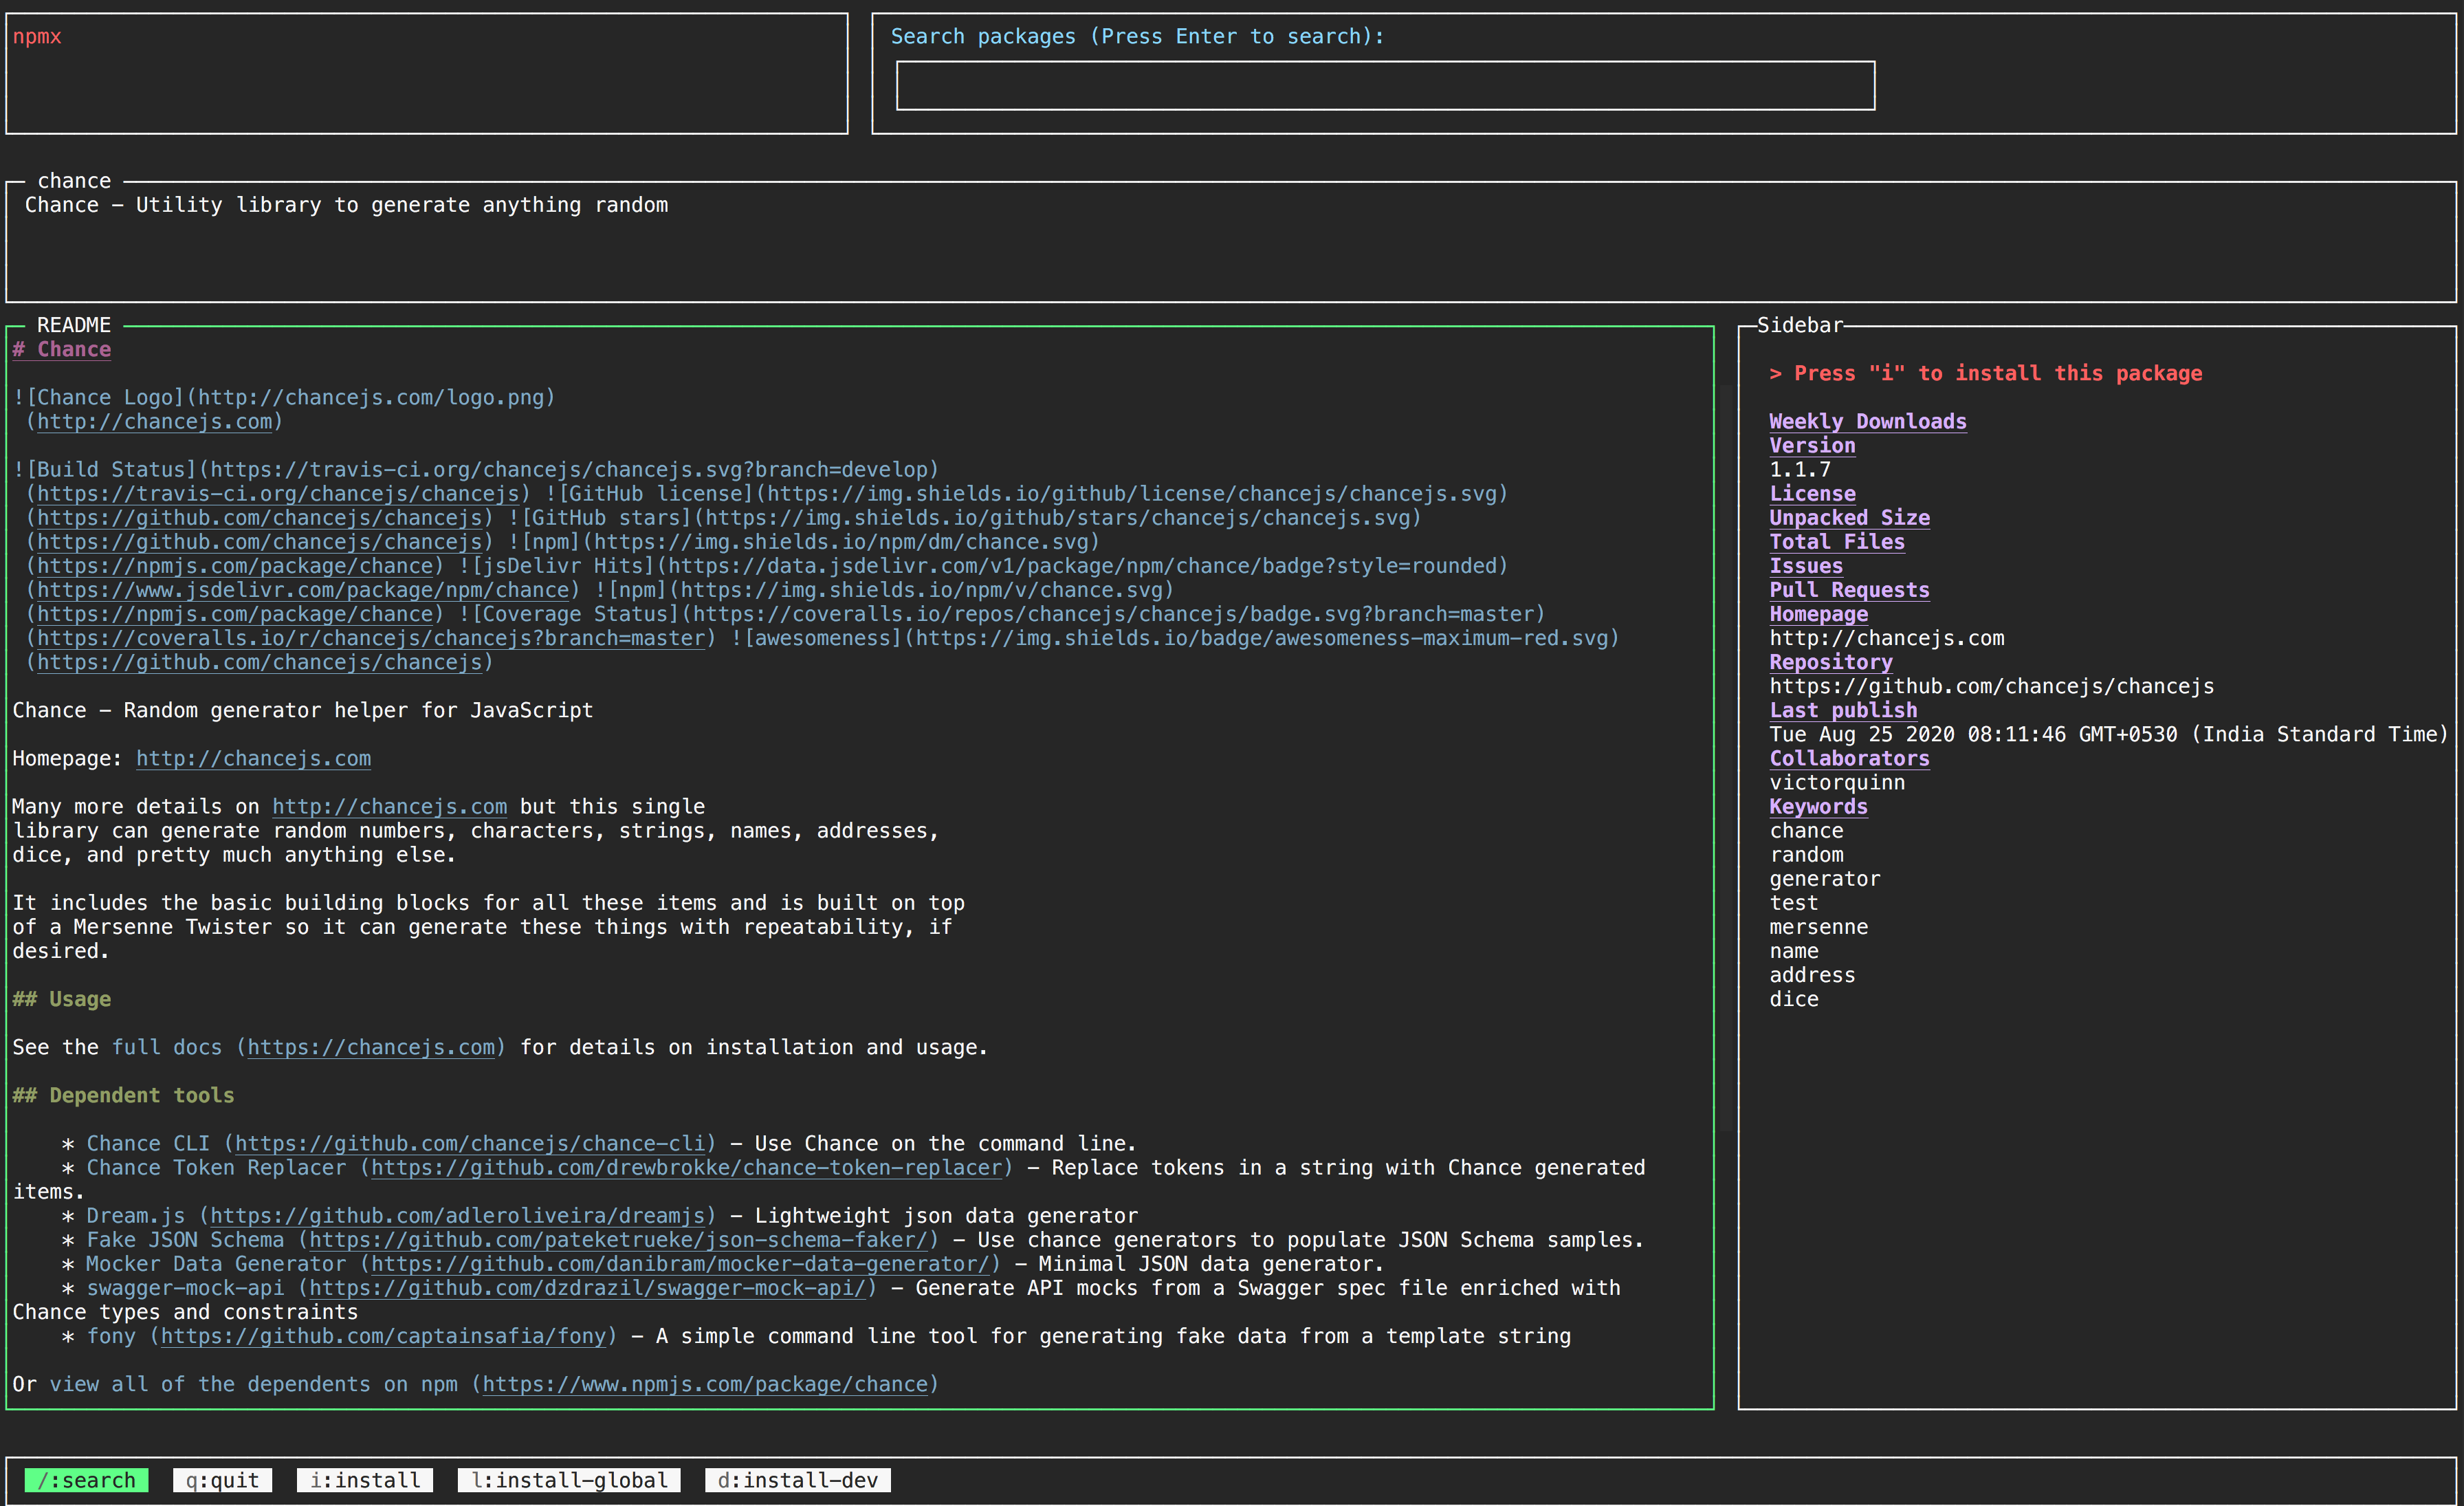 npmx
Search packages (Press Enter to search):
chance
Chance – Utility library to generate anything random
README
# Chance
![Chance Logo](http://chancejs.com/logo.png)
(http://chancejs.com)
![Build Status](https://travis-ci.org/chancejs/chancejs.svg?branch=develop)
(https://travis-ci.org/chancejs/chancejs) ![GitHub license](https://img.shields.io/github/license/chancejs/chancejs.svg)
(https://github.com/chancejs/chancejs) ![GitHub stars](https://img.shields.io/github/stars/chancejs/chancejs.svg)
(https://github.com/chancejs/chancejs) ![npm](https://img.shields.io/npm/dm/chance.svg)
(https://npmjs.com/package/chance) ![jsDelivr Hits](https://data.jsdelivr.com/v1/package/npm/chance/badge?style=rounded)
(https://www.jsdelivr.com/package/npm/chance) ![npm](https://img.shields.io/npm/v/chance.svg)
(https://npmjs.com/package/chance) ![Coverage Status](https://coveralls.io/repos/chancejs/chancejs/badge.svg?branch=master)
(https://coveralls.io/r/chancejs/chancejs?branch=master) ![awesomeness](https://img.shields.io/badge/awesomeness-maximum-red.svg)
(https://github.com/chancejs/chancejs)
Chance – Random generator helper for JavaScript
Homepage: http://chancejs.com
Many more details on http://chancejs.com but this single
library can generate random numbers, characters, strings, names, addresses,
dice, and pretty much anything else.
It includes the basic building blocks for all these items and is built on top
of a Mersenne Twister so it can generate these things with repeatability, if
desired.
## Usage
See the full docs (https://chancejs.com) for details on installation and usage.
## Dependent tools
* Chance CLI (https://github.com/chancejs/chance-cli) – Use Chance on the command line.
* Chance Token Replacer (https://github.com/drewbrokke/chance-token-replacer) – Replace tokens in a string with Chance generated
items.
* Dream.js (https://github.com/adleroliveira/dreamjs) – Lightweight json data generator
* Fake JSON Schema (https://github.com/pateketrueke/json-schema-faker/) – Use chance generators to populate JSON Schema samples.
* Mocker Data Generator (https://github.com/danibram/mocker-data-generator/) – Minimal JSON data generator.
* swagger-mock-api (https://github.com/dzdrazil/swagger-mock-api/) – Generate API mocks from a Swagger spec file enriched with
Chance types and constraints
* fony (https://github.com/captainsafia/fony) – A simple command line tool for generating fake data from a template string
Or view all of the dependents on npm (https://www.npmjs.com/package/chance)
Sidebar
> Press "i" to install this package
Weekly Downloads
Version
1.1.7
License
Unpacked Size
Total Files
Issues
Pull Requests
Homepage
http://chancejs.com
Repository
https://github.com/chancejs/chancejs
Last publish
Tue Aug 25 2020 08:11:46 GMT+0530 (India Standard Time)
Collaborators
victorquinn
Keywords
chance
random
generator
test
mersenne
name
address
dice
/:search q:quit i:install l:install-global d:install-dev